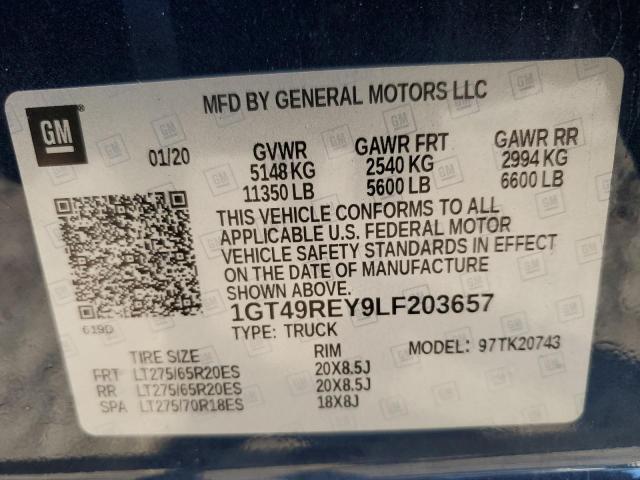 MFD BY GENERAL MOTORS LLC
GM
01/20 GVWR GAWR FRT GAWR RR
5148 KG 2540 KG 2994 KG
11350 LB 5600 LB 6600 LB
THIS VEHICLE CONFORMS TO ALL
APPLICABLE U.S. FEDERAL MOTOR
VEHICLE SAFETY STANDARDS IN EFFECT
ON THE DATE OF MANUFACTURE
SHOWN ABOVE.
1GT49REY9LF203657
619D
TYPE: TRUCK
TIRE SIZE RIM MODEL: 97TK20743
FRT LT275/65R20ES 20X8.5J
RR LT275/65R20ES 20X8.5J
SPA LT275/70R18ES 18X8J